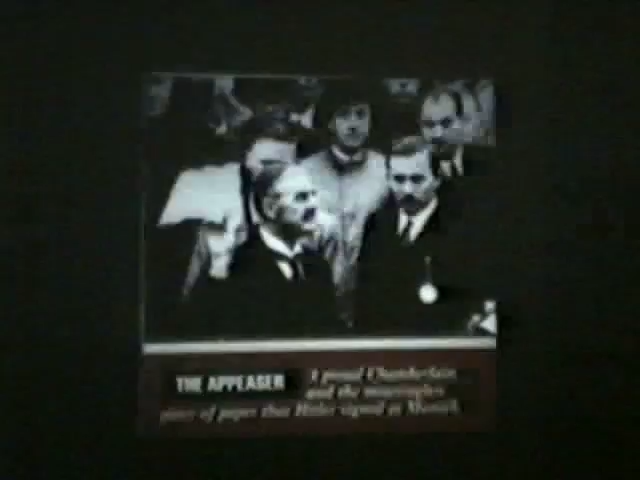 THE APPEASER A proud Chamberlain
and the meaningless
piece of paper that Hitler signed at Munich.